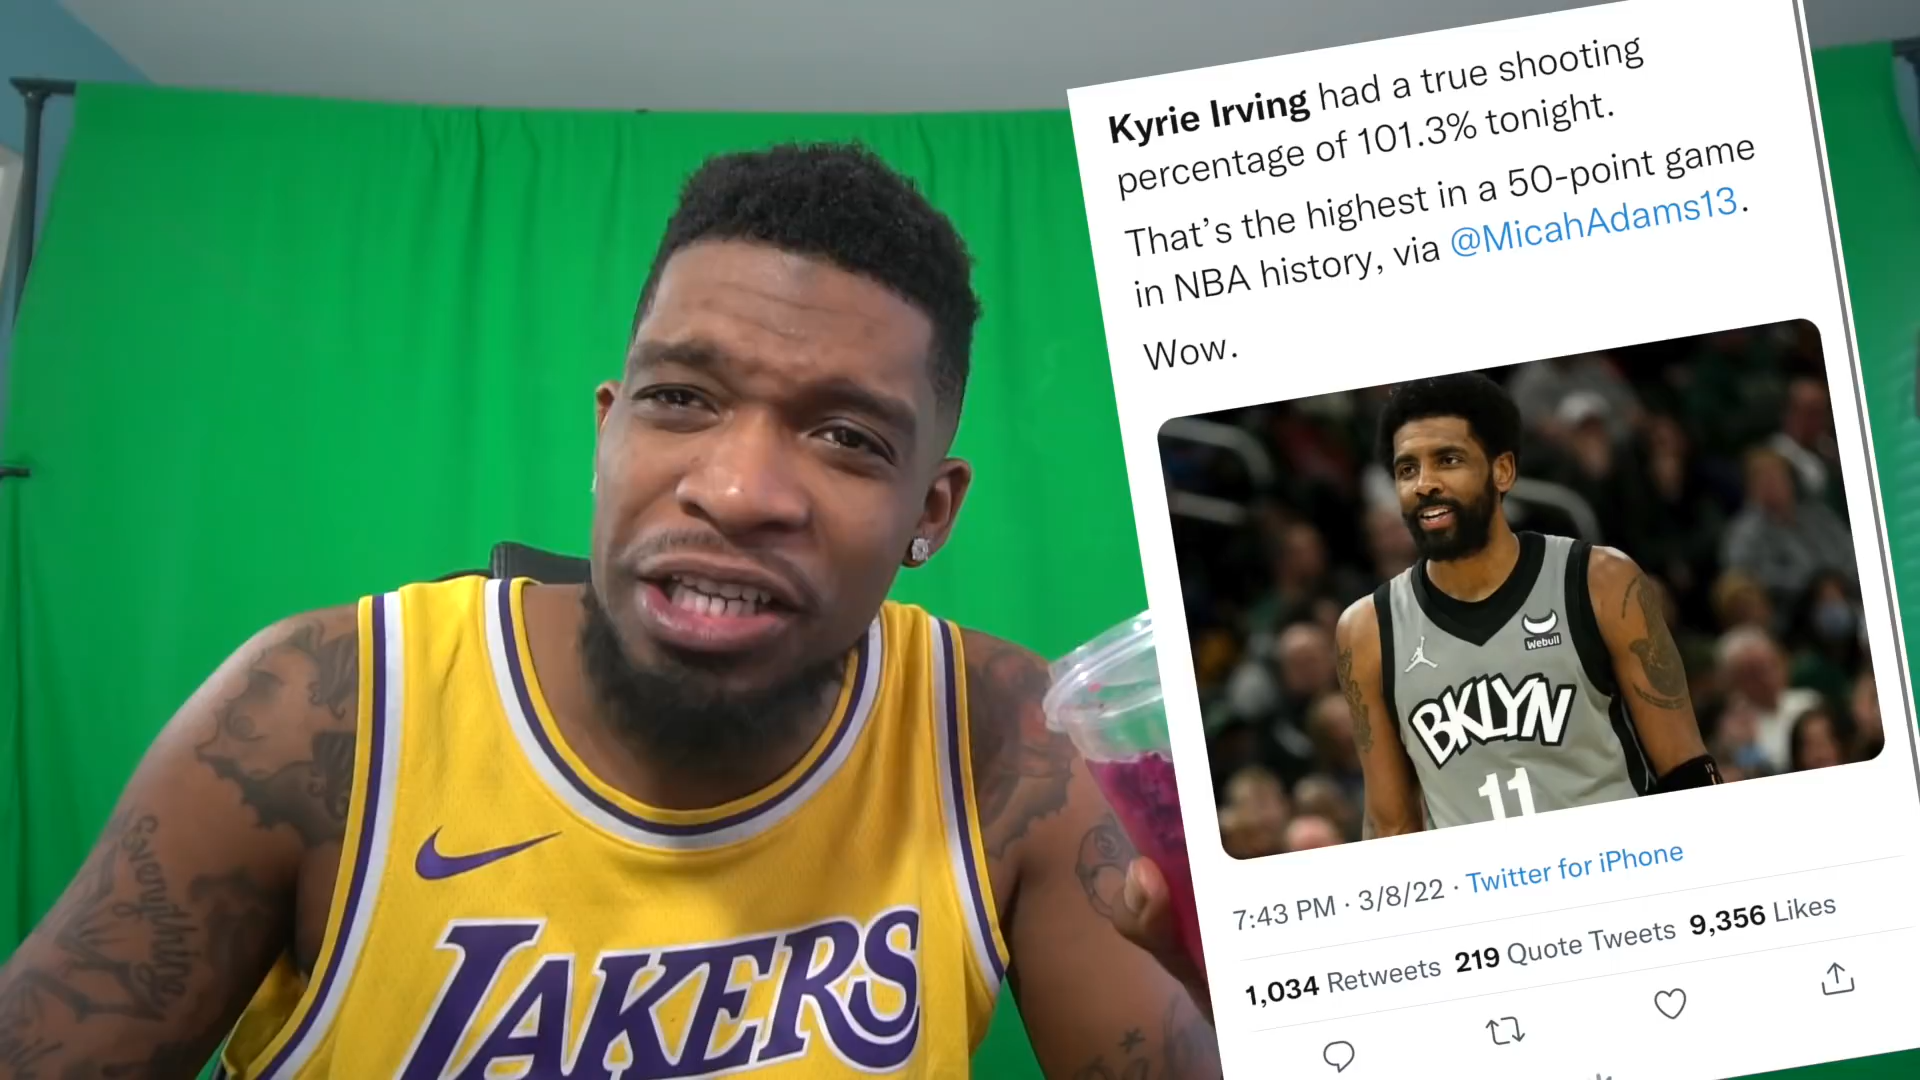 Kyrie Irving had a true shooting
percentage of 101.3% tonight.
That's the highest in a 50-point game
in NBA history, via @MicahAdams13.
Wow.
Webull
BKLYN
11
7:43 PM · 3/8/22 · Twitter for iPhone
1,034 Retweets 219 Quote Tweets 9,356 Likes
LAKERS
everything